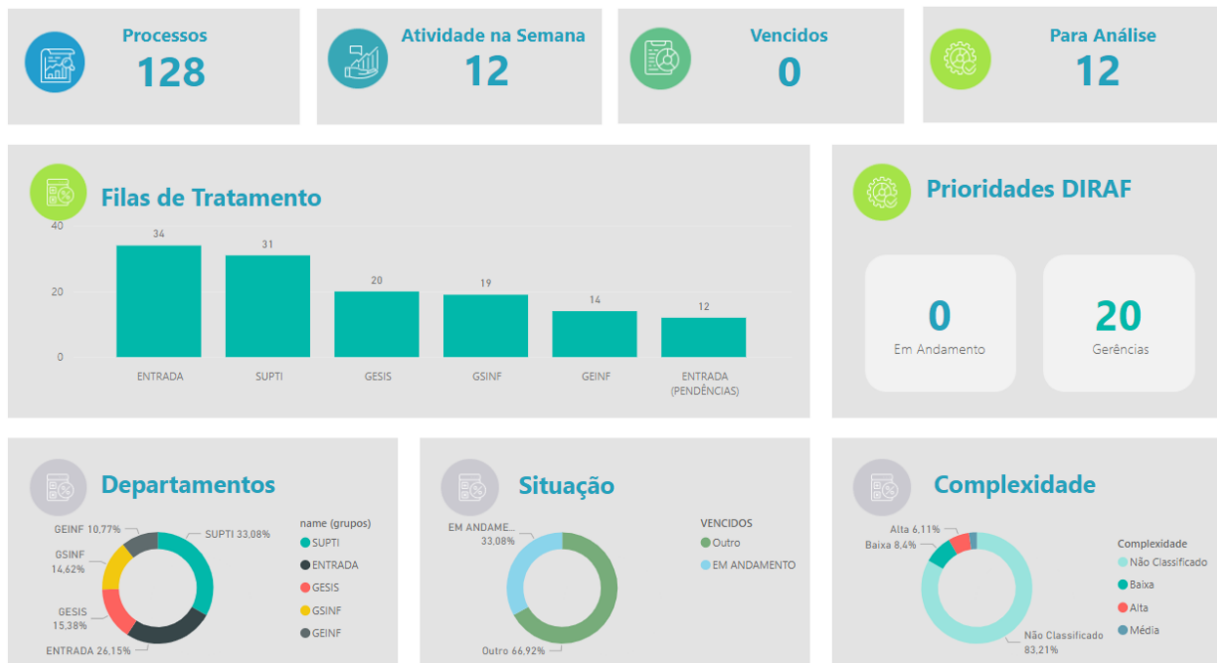 Processos
128
Atividade na Semana
12
Vencidos
0
Para Análise
12
Filas de Tratamento
40
20
0
34
31
20
19
14
12
ENTRADA
SUPTI
GESIS
GSINF
GEINF
ENTRADA
(PENDÊNCIAS)
Prioridades DIRAF
0
Em Andamento
20
Gerências
Departamentos
GEINF 10,77%
SUPTI 33,08%
GSINF
14,62%
GESIS
15,38%
ENTRADA 26,15%
name (grupos)
SUPTI
ENTRADA
GESIS
GSINF
GEINF
Situação
EM ANDAME...
33,08%
Outro 66,92%
VENCIDOS
Outro
EM ANDAMENTO
Complexidade
Alta 6,11%
Baixa 8,4%
Não Classificado
83,21%
Complexidade
Não Classificado
Baixa
Alta
Média